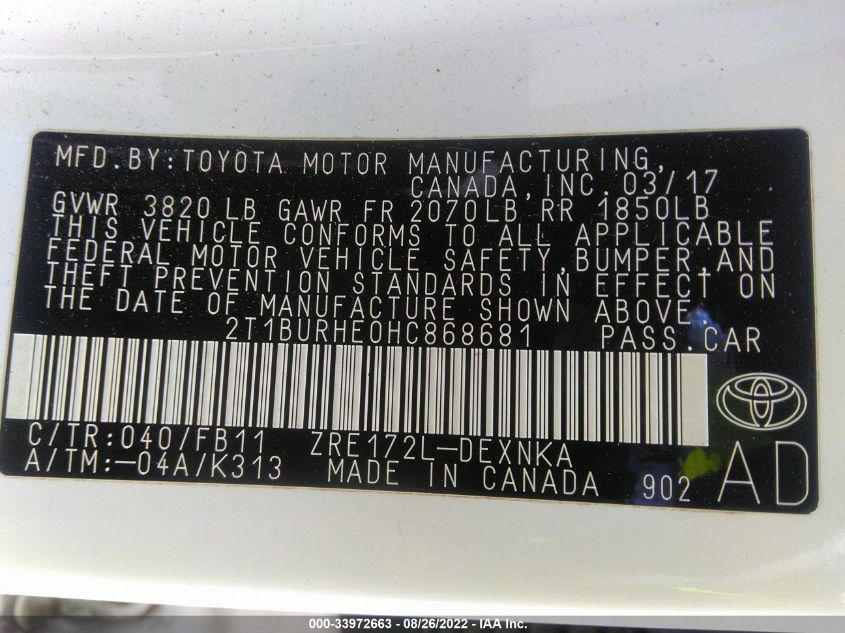 MFD.BY:TOYOTA MOTOR MANUFACTURING,
CANADA,INC.03/17
GVWR 3820 LB GAWR FR 2070LB RR 1850LB
THIS VEHICLE CONFORMS TO ALL APPLICABLE
FEDERAL MOTOR VEHICLE SAFETY,BUMPER,AND
THEFT PREVENTION STANDARDS IN EFFECT ON
THE DATE OF MANUFACTURE SHOWN ABOVE.
2T1BURHE0HC868681 PASS.CAR
C/TR:040/FB11 ZRE172L-DEXNKA
A/TM:-04A/K313 MADE IN CANADA 902 AD
000-33972663 - 08/26/2022 - IAA Inc.